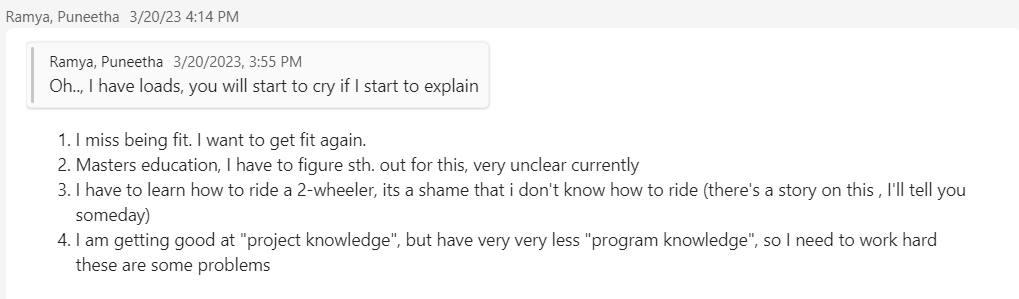 Ramya, Puneetha 3/20/23 4:14 PM
Ramya, Puneetha 3/20/2023, 3:55 PM
Oh.., I have loads, you will start to cry if I start to explain
1. I miss being fit. I want to get fit again.
2. Masters education, I have to figure sth. out for this, very unclear currently
3. I have to learn how to ride a 2-wheeler, its a shame that i don't know how to ride (there's a story on this , I'll tell you
someday)
4. I am getting good at "project knowledge", but have very very less "program knowledge", so I need to work hard
these are some problems